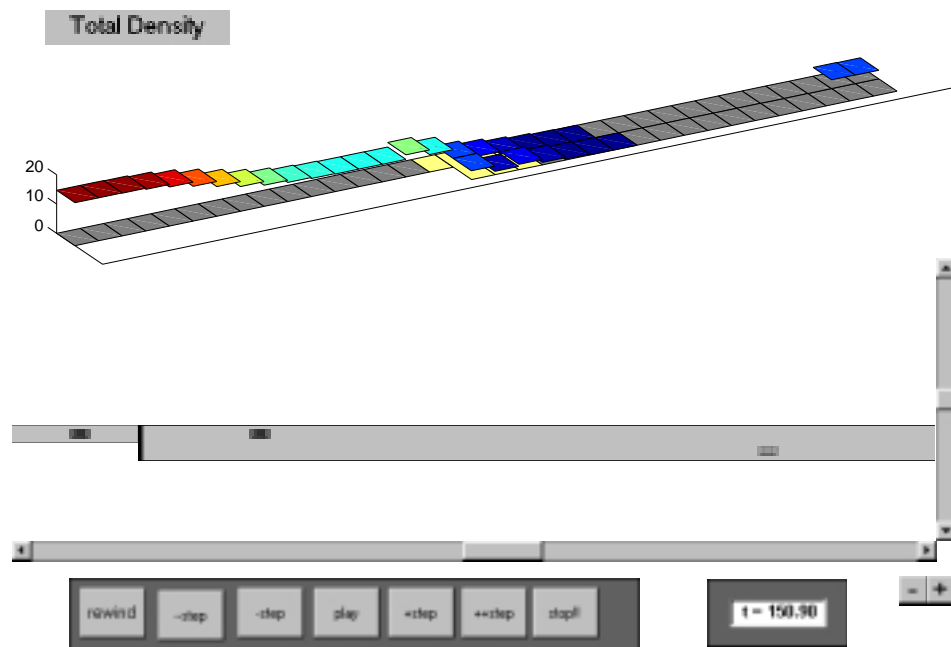 Total Density
20
10
0
rewind
--step
-step
play
+step
++step
stop!!
t = 150.90
- +